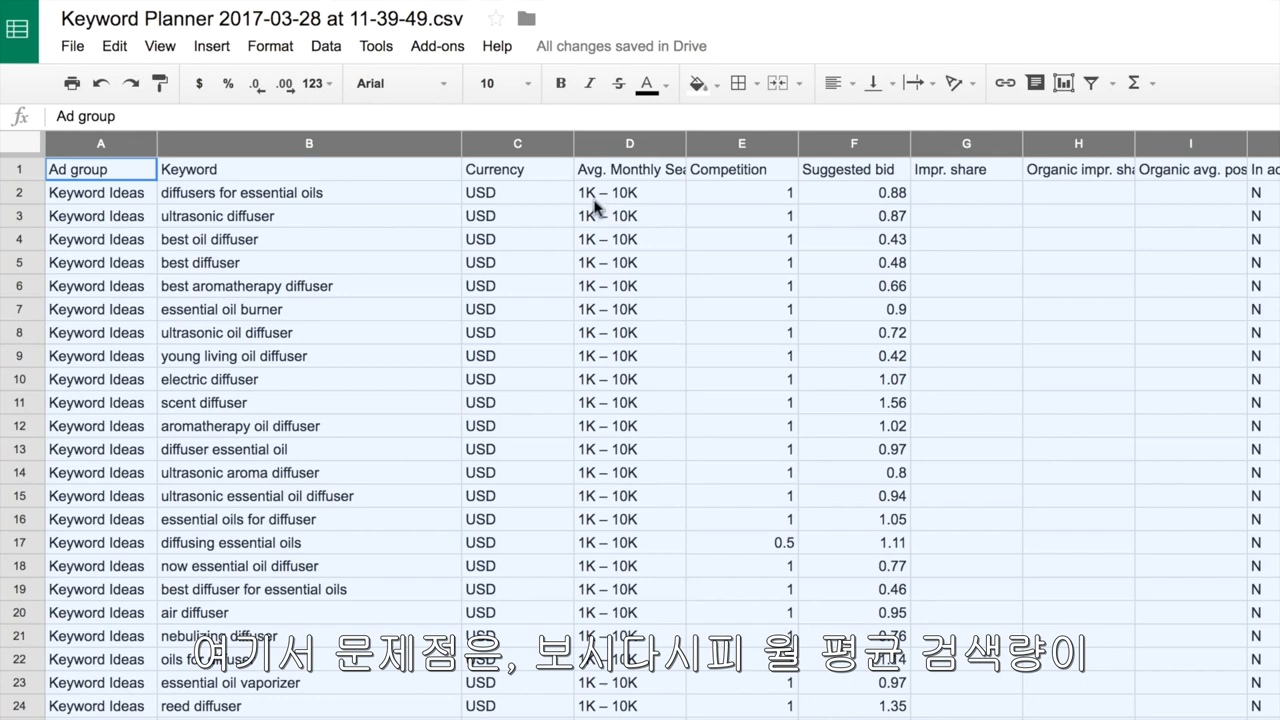 Keyword Planner 2017-03-28 at 11-39-49.csv
File Edit View Insert Format Data Tools Add-ons Help All changes saved in Drive
$ % .0 .00 123 Arial 10 B I S A Σ
fx Ad group
A B C D E F G H I
1 Ad group Keyword Currency Avg. Monthly Sea Competition Suggested bid Impr. share Organic impr. sha Organic avg. pos In ad
2 Keyword Ideas diffusers for essential oils USD 1K – 10K 1 0.88 N
3 Keyword Ideas ultrasonic diffuser USD 1K – 10K 1 0.87 N
4 Keyword Ideas best oil diffuser USD 1K – 10K 1 0.43 N
5 Keyword Ideas best diffuser USD 1K – 10K 1 0.48 N
6 Keyword Ideas best aromatherapy diffuser USD 1K – 10K 1 0.66 N
7 Keyword Ideas essential oil burner USD 1K – 10K 1 0.9 N
8 Keyword Ideas ultrasonic oil diffuser USD 1K – 10K 1 0.72 N
9 Keyword Ideas young living oil diffuser USD 1K – 10K 1 0.42 N
10 Keyword Ideas electric diffuser USD 1K – 10K 1 1.07 N
11 Keyword Ideas scent diffuser USD 1K – 10K 1 1.56 N
12 Keyword Ideas aromatherapy oil diffuser USD 1K – 10K 1 1.02 N
13 Keyword Ideas diffuser essential oil USD 1K – 10K 1 0.97 N
14 Keyword Ideas ultrasonic aroma diffuser USD 1K – 10K 1 0.8 N
15 Keyword Ideas ultrasonic essential oil diffuser USD 1K – 10K 1 0.94 N
16 Keyword Ideas essential oils for diffuser USD 1K – 10K 1 1.05 N
17 Keyword Ideas diffusing essential oils USD 1K – 10K 0.5 1.11 N
18 Keyword Ideas now essential oil diffuser USD 1K – 10K 1 0.77 N
19 Keyword Ideas best diffuser for essential oils USD 1K – 10K 1 0.46 N
20 Keyword Ideas air diffuser USD 1K – 10K 1 0.95 N
21 Keyword Ideas nebulizing diffuser USD 1K – 10K 1 N
여기서 문제점은, 보시다시피 월 평균 검색량이
22 Keyword Ideas oils for USD 1K – 10K 1 N
23 Keyword Ideas essential oil vaporizer USD 1K – 10K 1 0.97 N
24 Keyword Ideas reed diffuser USD 1K – 10K 1 1.35 N